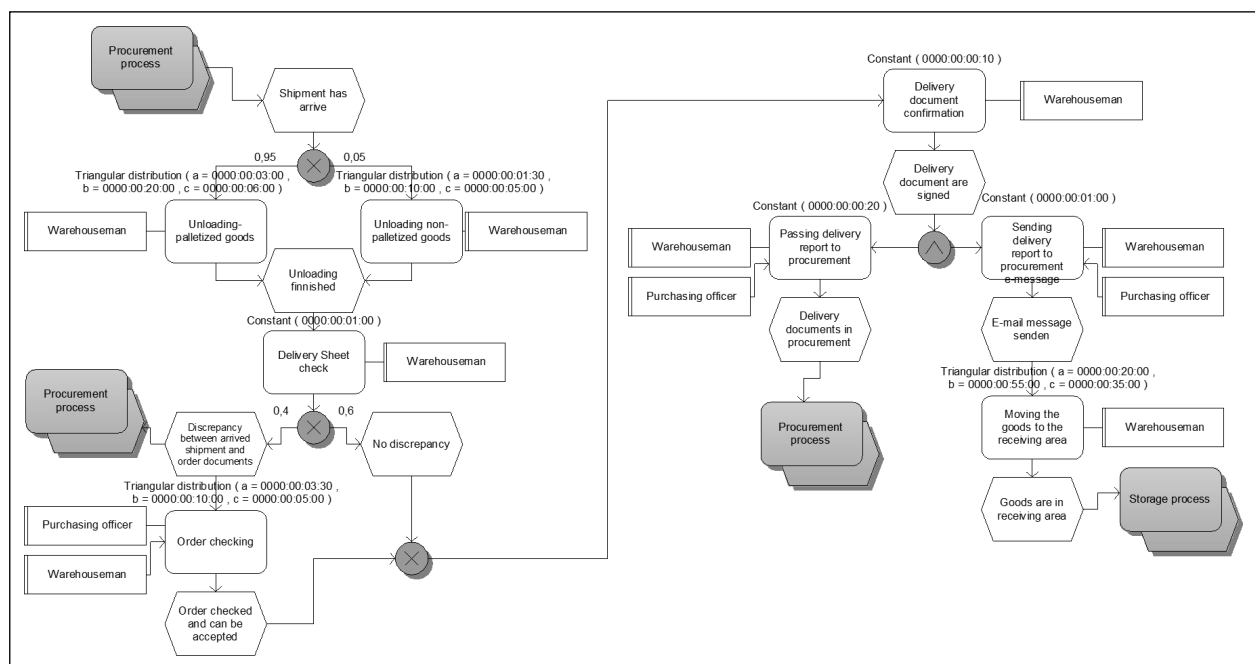 Procurement
process
Shipment has
arrive
0,95
0,05
Triangular distribution ( a = 0000:00:03:00 ,
b = 0000:00:20:00 , c = 0000:00:06:00 )
Triangular distribution ( a = 0000:00:01:30 ,
b = 0000:00:10:00 , c = 0000:00:05:00 )
Warehouseman
Unloading-
palletized goods
Unloading non-
palletized goods
Warehouseman
Unloading
finnished
Constant ( 0000:00:01:00 )
Delivery Sheet
check
Warehouseman
Procurement
process
0,4
0,6
Discrepancy
between arrived
shipment and
order documents
No discrepancy
Triangular distribution ( a = 0000:00:03:30 ,
b = 0000:00:10:00 , c = 0000:00:05:00 )
Purchasing officer
Warehouseman
Order checking
Order checked
and can be
accepted
Constant ( 0000:00:00:10 )
Delivery
document
confirmation
Warehouseman
Delivery
document are
signed
Constant ( 0000:00:00:20 )
Constant ( 0000:00:01:00 )
Warehouseman
Purchasing officer
Passing delivery
report to
procurement
Sending
delivery
report to
procurement
e-message
Warehouseman
Purchasing officer
Delivery
documents in
procurement
E-mail message
senden
Triangular distribution ( a = 0000:00:20:00 ,
b = 0000:00:55:00 , c = 0000:00:35:00 )
Procurement
process
Moving the
goods to the
receiving area
Warehouseman
Goods are in
receiving area
Storage process